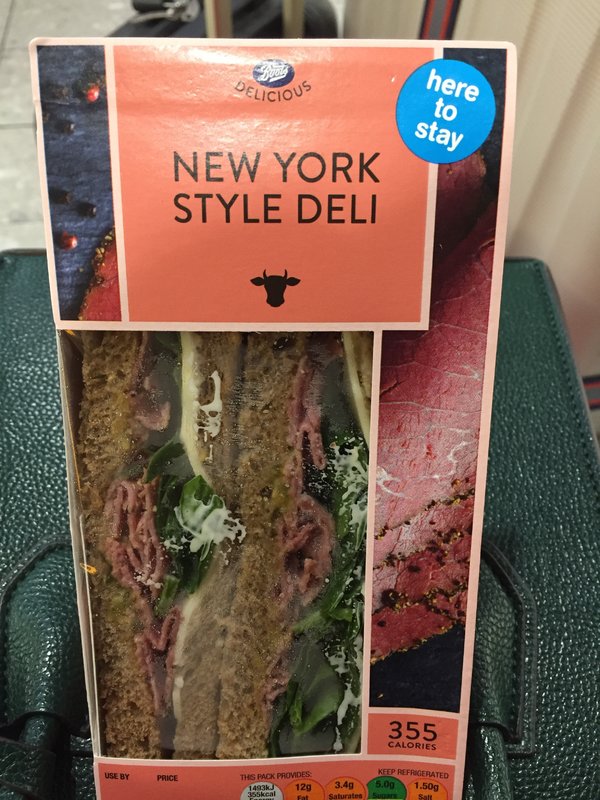 Boots
DELICIOUS
here
to
stay
NEW YORK
STYLE DELI
355
CALORIES
USE BY PRICE THIS PACK PROVIDES: KEEP REFRIGERATED
1493kJ
355kcal
12g
Fat
3.4g
Saturates
5.0g
Sugars
1.50g
Salt